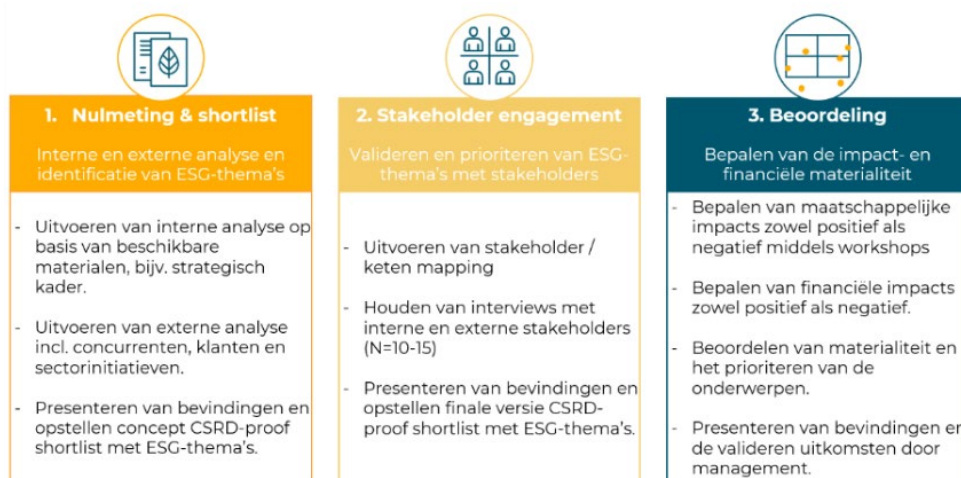 1. Nulmeting & shortlist
Interne en externe analyse en
identificatie van ESG-thema's
- Uitvoeren van interne analyse op
basis van beschikbare
materialen, bijv. strategisch
kader.
- Uitvoeren van externe analyse
incl. concurrenten, klanten en
sectorinitiatieven.
- Presenteren van bevindingen en
opstellen concept CSRD-proof
shortlist met ESG-thema's.
2. Stakeholder engagement
Valideren en prioriteren van ESG-
thema's met stakeholders
- Uitvoeren van stakeholder /
keten mapping
- Houden van interviews met
interne en externe stakeholders
(N=10-15)
- Presenteren van bevindingen en
opstellen finale versie CSRD-
proof shortlist met ESG-thema's.
3. Beoordeling
Bepalen van de impact- en
financiële materialiteit
- Bepalen van maatschappelijke
impacts zowel positief als
negatief middels workshops
- Bepalen van financiële impacts
zowel positief als negatief.
- Beoordelen van materialiteit en
het prioriteren van de
onderwerpen.
- Presenteren van bevindingen en
de valideren uitkomsten door
management.